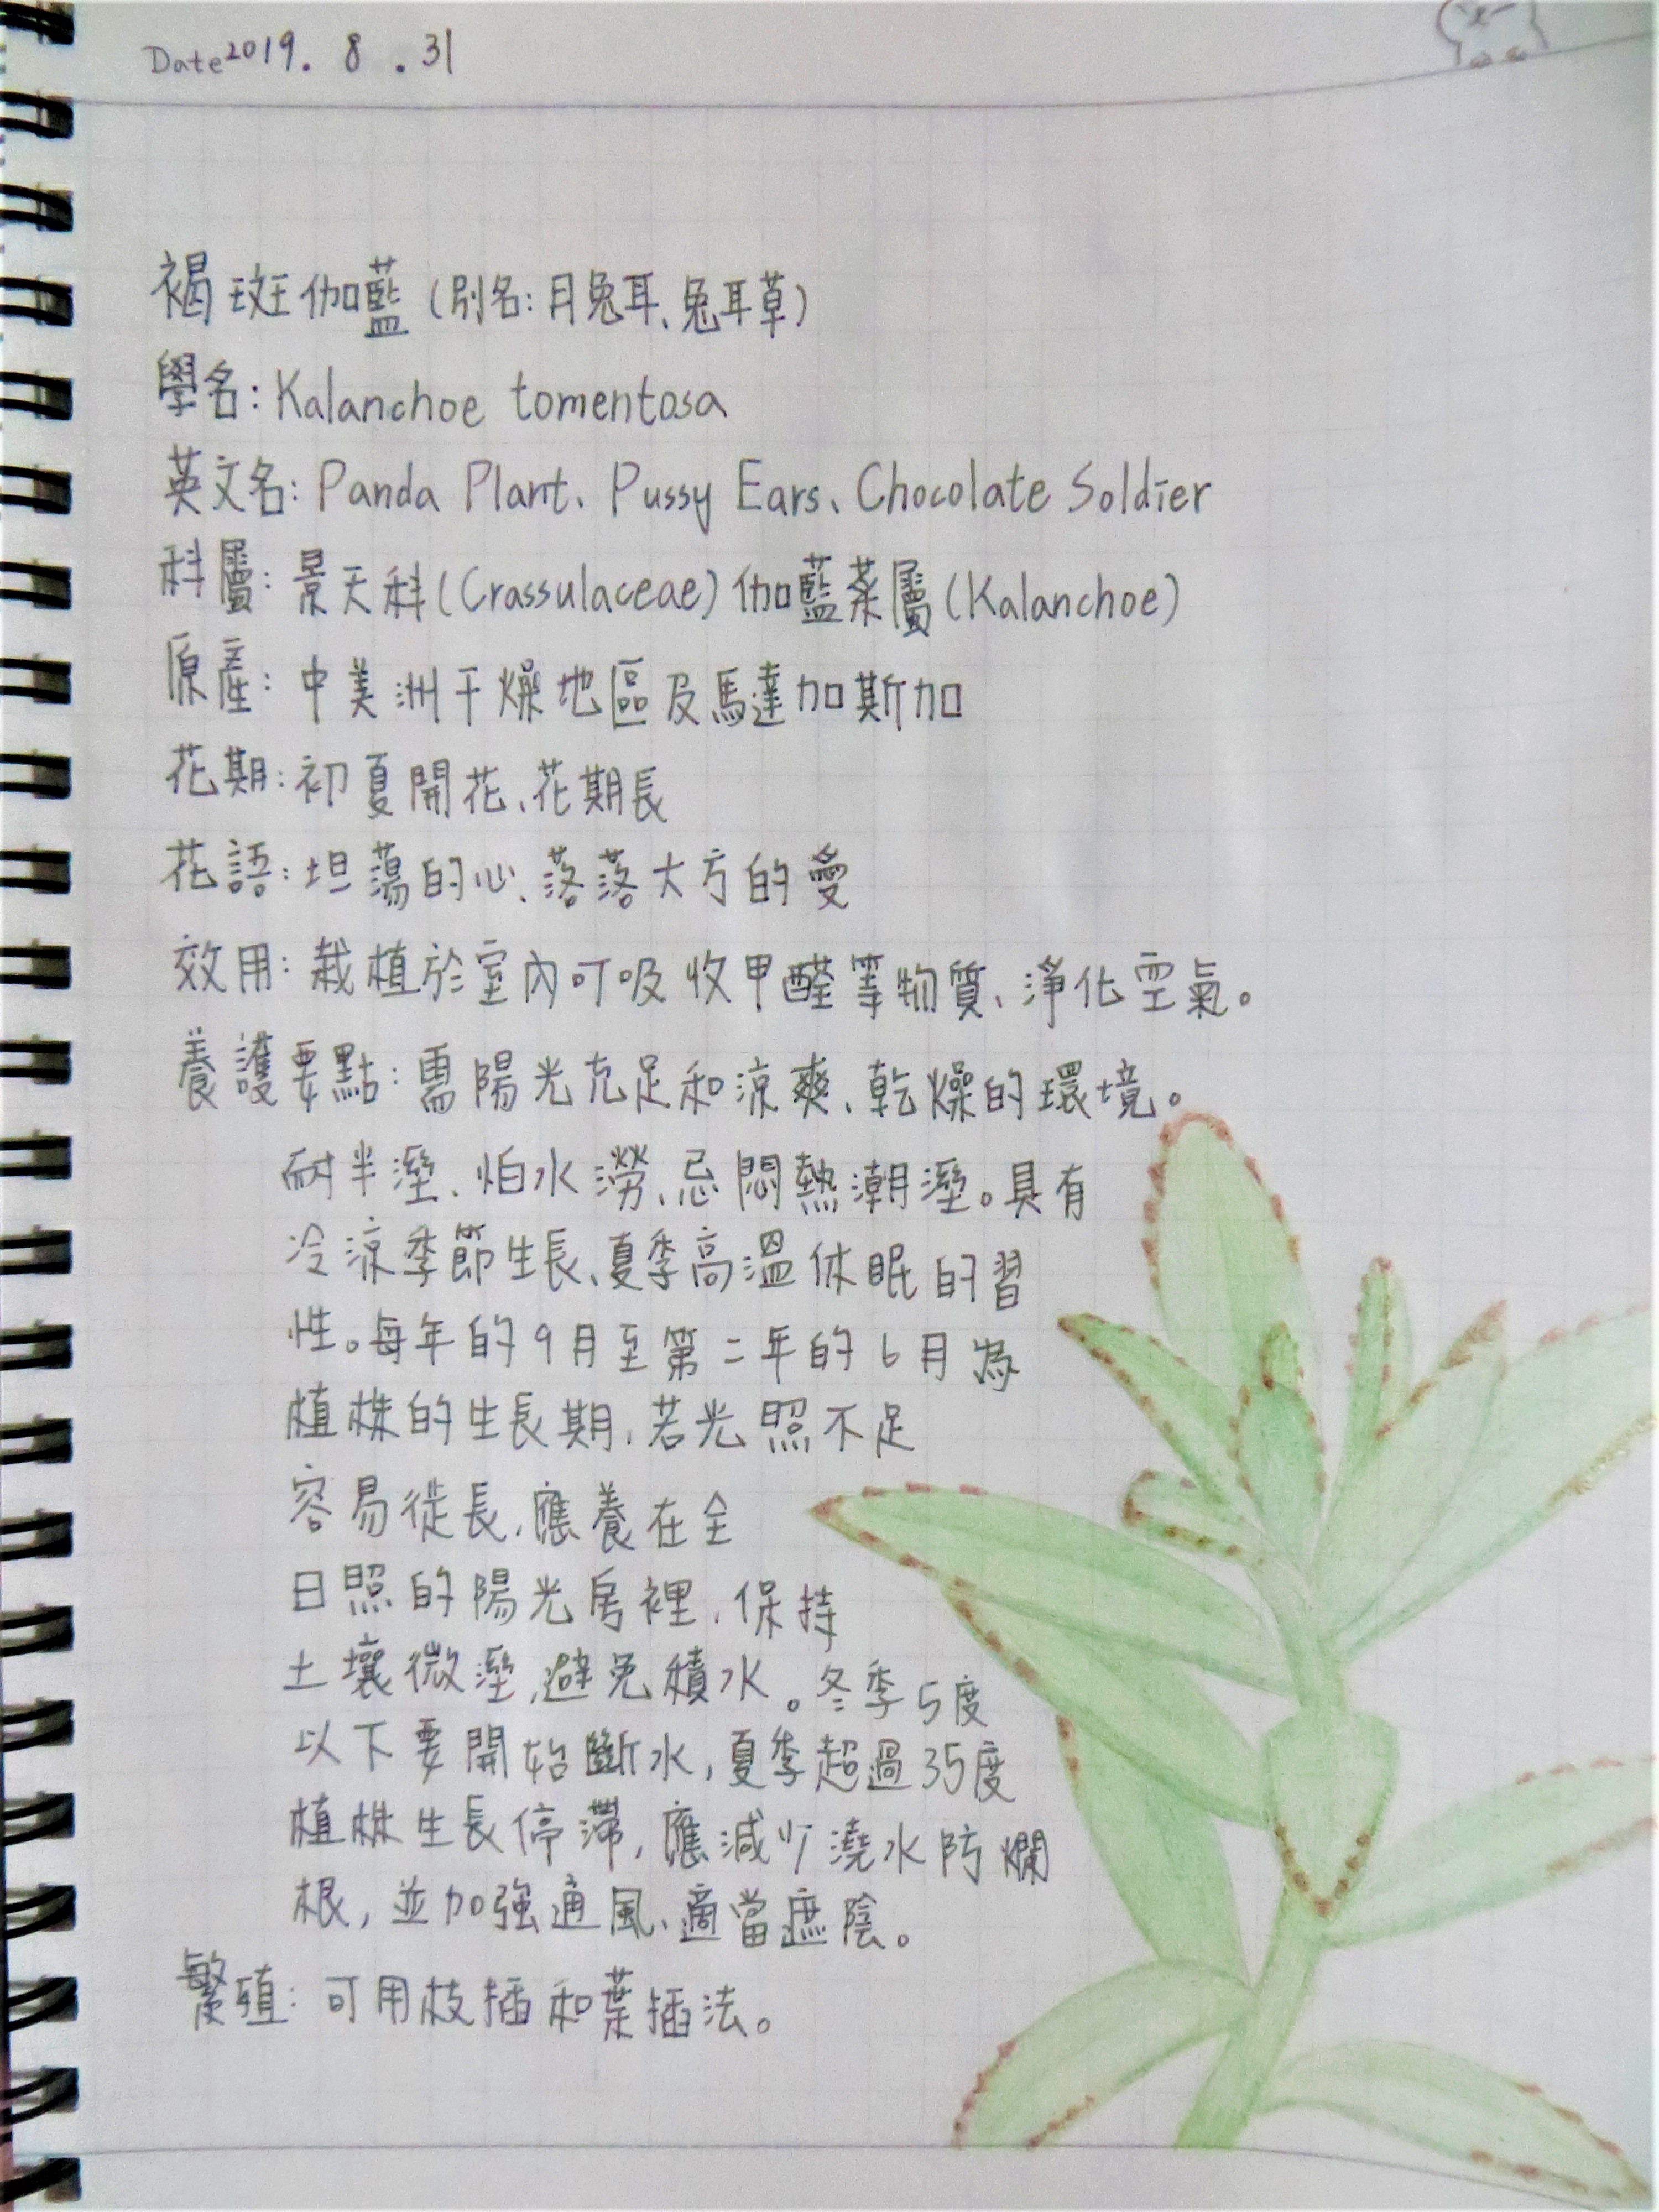 Date 2019. 8 .31
褐斑伽藍(別名:月兔耳、兔耳草)
學名:Kalanchoe tomentosa
英文名:Panda Plant、Pussy Ears、Chocolate Soldier
科屬:景天科(Crassulaceae)伽藍菜屬(Kalanchoe)
原產:中美洲干燥地區及馬達加斯加
花期:初夏開花、花期長
花語:坦蕩的心、落落大方的愛
效用:栽植於室內可吸收甲醛等物質、淨化空氣。
養護要點:需陽光充足和涼爽、乾燥的環境。
耐半溼、怕水澇、忌悶熱潮溼。具有
冷涼季節生長、夏季高溫休眠的習
性。每年的9月至第二年的6月為
植株的生長期,若光照不足
容易徒長,應養在全
日照的陽光房裡,保持
土壤微溼,避免積水。冬季5度
以下要開始斷水,夏季超過35度
植株生長停滯,應減少澆水防爛
根,並加強通風、適當遮陰。
繁殖:可用枝插和葉插法。